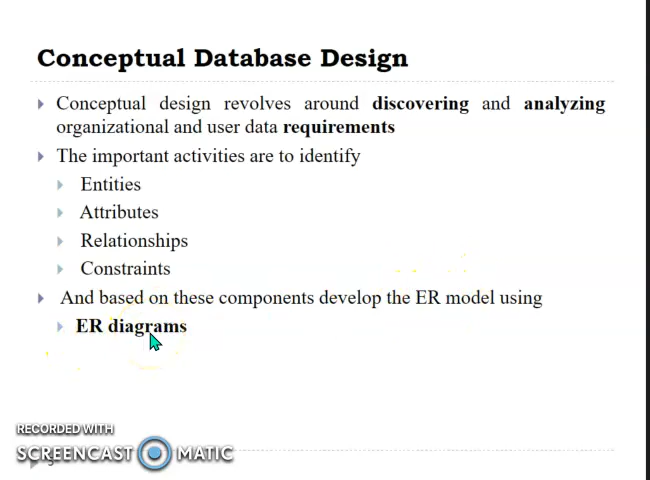 Conceptual Database Design
Conceptual design revolves around discovering and analyzing
organizational and user data requirements
The important activities are to identify
Entities
Attributes
Relationships
Constraints
And based on these components develop the ER model using
ER diagrams
RECORDED WITH
SCREENCAST MATIC